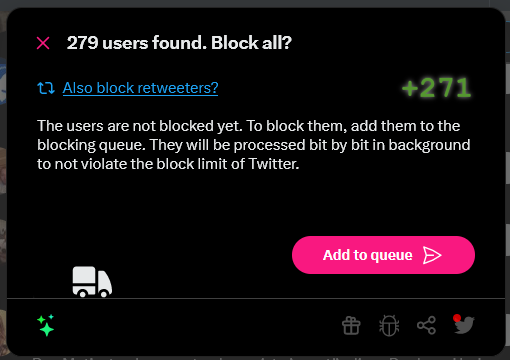 279 users found. Block all?
Also block retweeters?
+271
The users are not blocked yet. To block them, add them to the
blocking queue. They will be processed bit by bit in background
to not violate the block limit of Twitter.
Add to queue